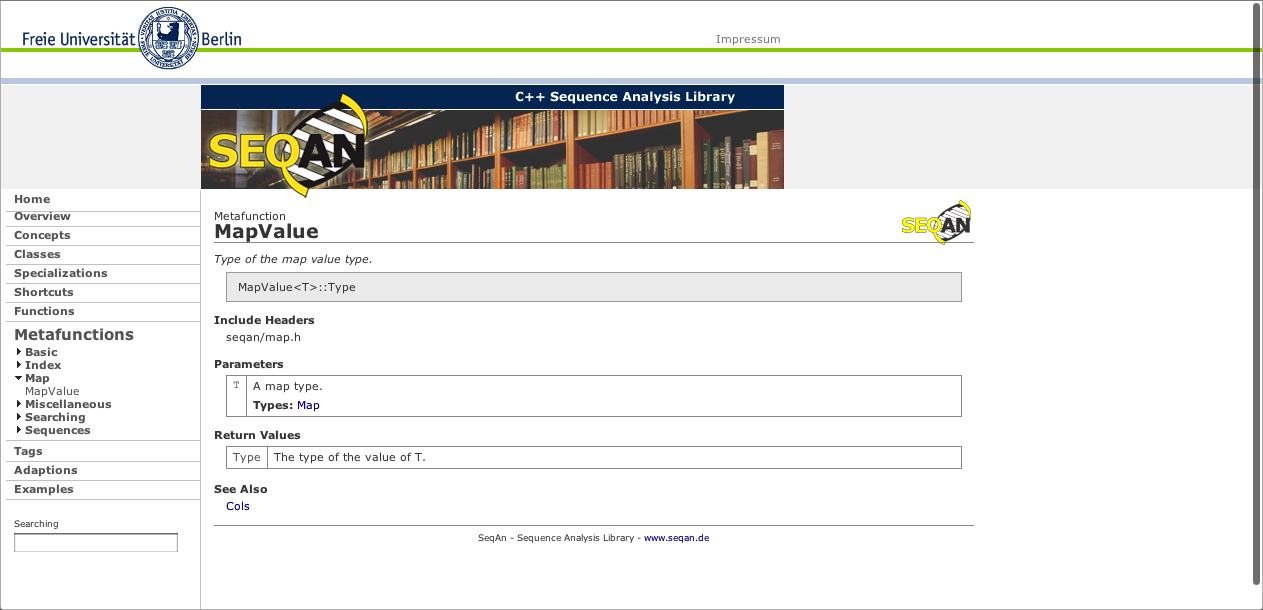 Freie Universität Berlin
Impressum
C++ Sequence Analysis Library
SEQAN
Home
Overview
Concepts
Classes
Specializations
Shortcuts
Functions
Metafunctions
Basic
Index
Map
MapValue
Miscellaneous
Searching
Sequences
Tags
Adaptions
Examples
Searching
Metafunction
MapValue
SEQAN
Type of the map value type.
MapValue<T>::Type
Include Headers
seqan/map.h
Parameters
T A map type.
Types: Map
Return Values
Type The type of the value of T.
See Also
Cols
SeqAn - Sequence Analysis Library - www.seqan.de